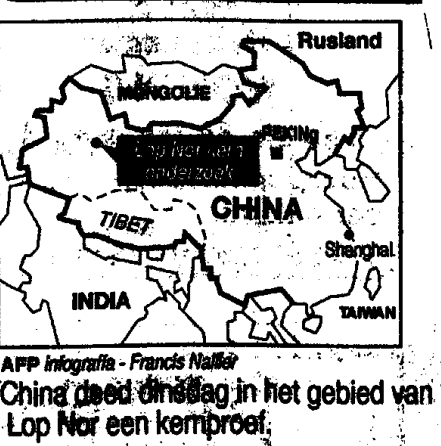 Rusland
MONGOLIE
PEKING
Lop Nor kern
onderzoek
CHINA
TIBET
Shanghai
INDIA
TAIWAN
AFP infografia - Francis Nallier
China deed dinsdag in het gebied van
Lop Nor een kernproef.